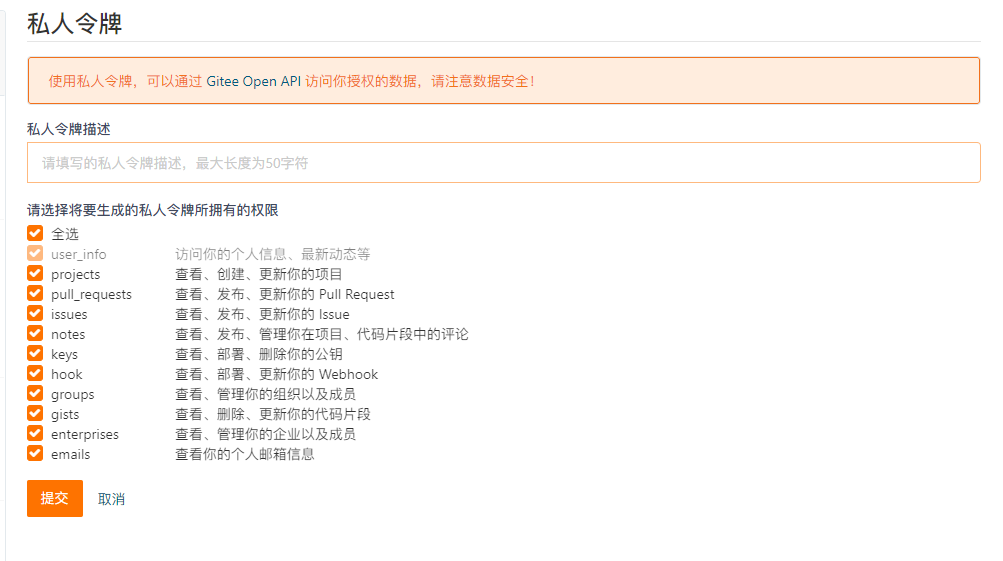 私人令牌
使用私人令牌，可以通过 Gitee Open API 访问你授权的数据，请注意数据安全！
私人令牌描述
请填写的私人令牌描述，最大长度为50字符
请选择将要生成的私人令牌所拥有的权限
全选
user_info 访问你的个人信息、最新动态等
projects 查看、创建、更新你的项目
pull_requests 查看、发布、更新你的 Pull Request
issues 查看、发布、更新你的 Issue
notes 查看、发布、管理你在项目、代码片段中的评论
keys 查看、部署、删除你的公钥
hook 查看、部署、更新你的 Webhook
groups 查看、管理你的组织以及成员
gists 查看、删除、更新你的代码片段
enterprises 查看、管理你的企业以及成员
emails 查看你的个人邮箱信息
提交 取消